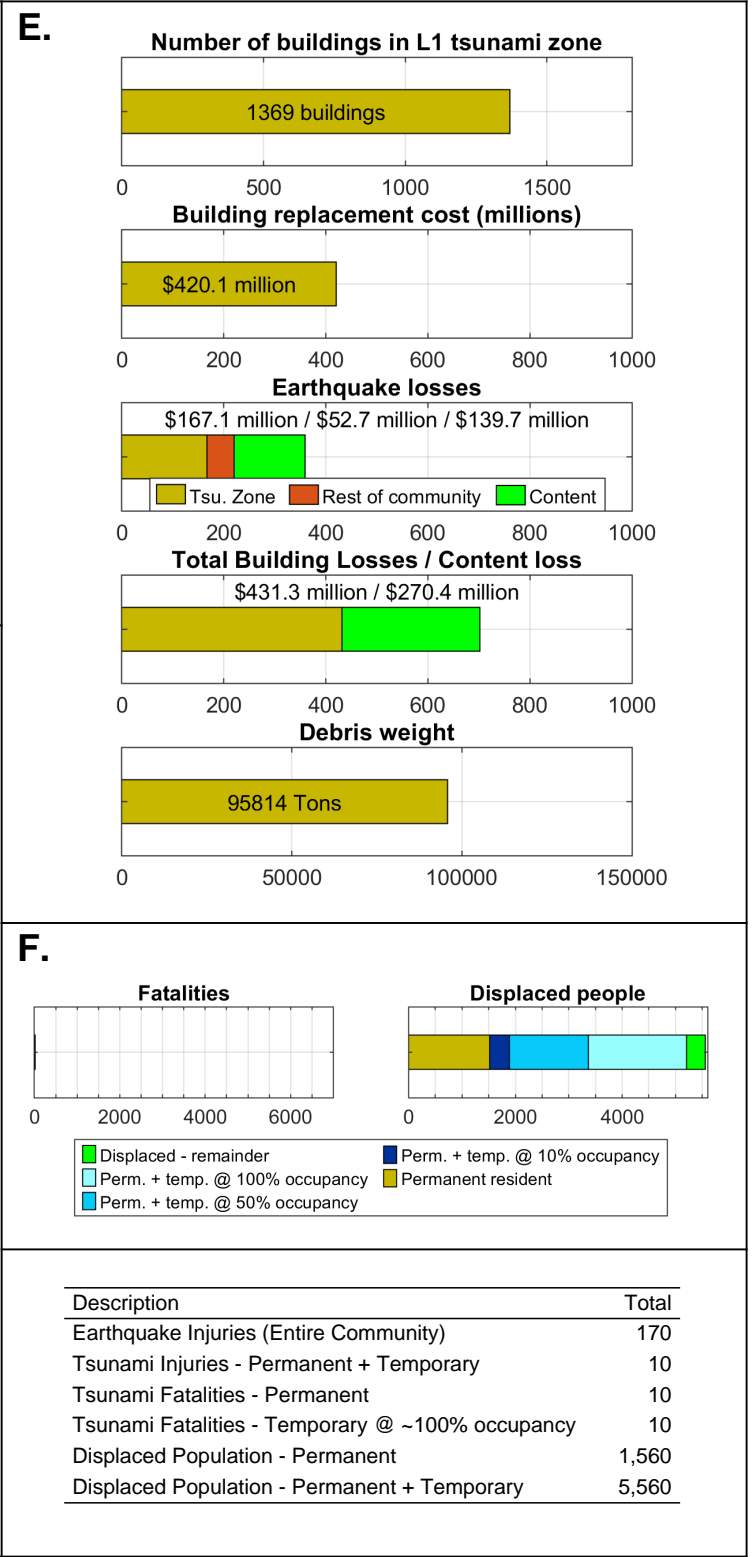 E.
Number of buildings in L1 tsunami zone
1369 buildings
0 500 1000 1500
Building replacement cost (millions)
$420.1 million
0 200 400 600 800 1000
Earthquake losses
$167.1 million / $52.7 million / $139.7 million
Tsu. Zone Rest of community Content
0 200 400 600 800 1000
Total Building Losses / Content loss
$431.3 million / $270.4 million
0 200 400 600 800 1000
Debris weight
95814 Tons
0 50000 100000 150000
F.
Fatalities
0 2000 4000 6000
Displaced people
0 2000 4000
Displaced - remainder
Perm. + temp. @ 100% occupancy
Perm. + temp. @ 50% occupancy
Perm. + temp. @ 10% occupancy
Permanent resident
Description Total
Earthquake Injuries (Entire Community) 170
Tsunami Injuries - Permanent + Temporary 10
Tsunami Fatalities - Permanent 10
Tsunami Fatalities - Temporary @ ~100% occupancy 10
Displaced Population - Permanent 1,560
Displaced Population - Permanent + Temporary 5,560